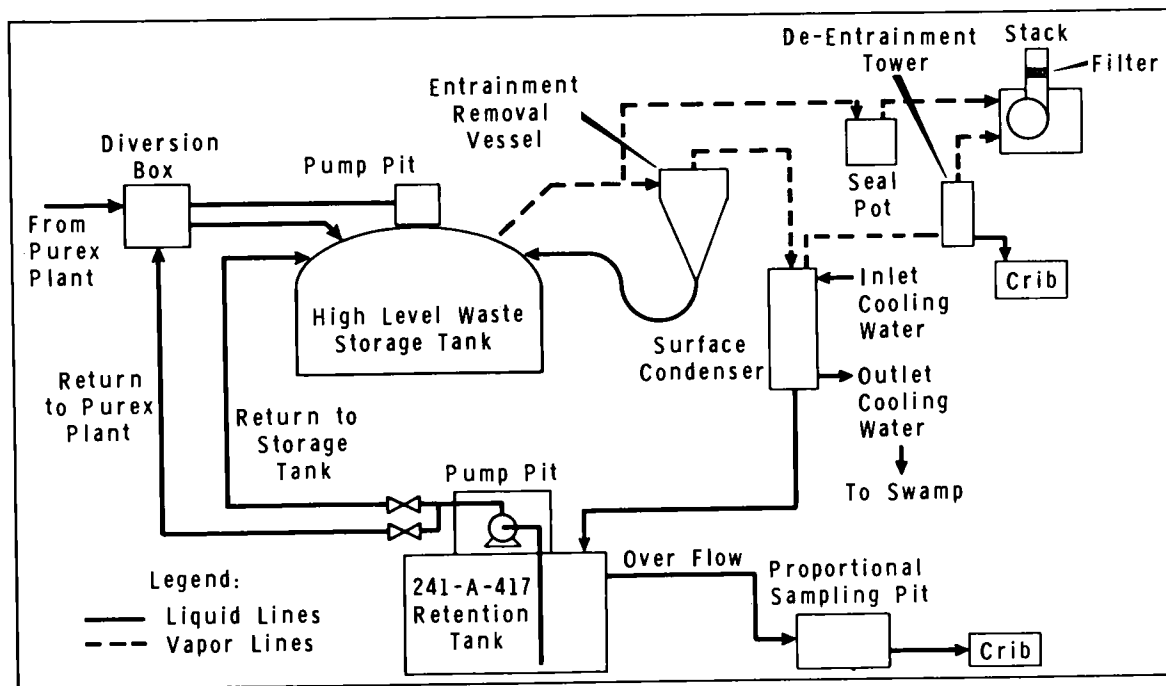 De-Entrainment
Tower
Stack
Filter
Entrainment
Removal
Vessel
Diversion
Box
Pump Pit
Seal
Pot
From
Purex
Plant
High Level Waste
Storage Tank
Crib
Inlet
Cooling
Water
Surface
Condenser
Outlet
Cooling
Water
Return
to Purex
Plant
Return to
Storage
Tank
To Swamp
Pump Pit
Over Flow
Proportional
Sampling Pit
241-A-417
Retention
Tank
Legend:
Liquid Lines
Vapor Lines
Crib